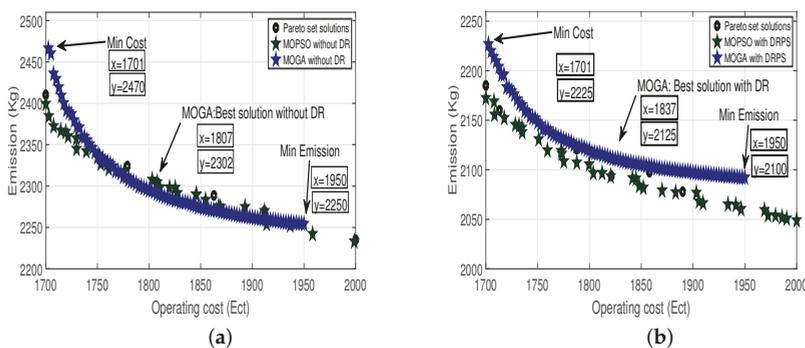 2500
2450
2400
2350
2300
2250
2200
Emission (Kg)
1700 1750 1800 1850 1900 1950 2000
Operating cost (Ect)
Pareto set solutions
MOPSO without DR
MOGA without DR
Min Cost
x=1701
y=2470
MOGA:Best solution without DR
x=1807
y=2302
Min Emission
x=1950
y=2250
(a)
2250
2200
2150
2100
2050
2000
Emission (Kg)
1700 1750 1800 1850 1900 1950 2000
Operating cost (Ect)
Pareto set solutions
MOPSO with DRPS
MOGA with DRPS
Min Cost
x=1701
y=2225
MOGA: Best solution with DR
x=1837
y=2125
Min Emission
x=1950
y=2100
(b)